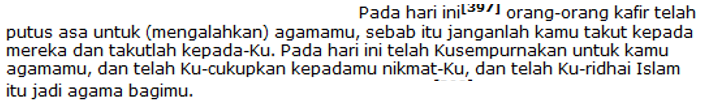 Pada hari ini[397] orang-orang kafir telah
putus asa untuk (mengalahkan) agamamu, sebab itu janganlah kamu takut kepada
mereka dan takutlah kepada-Ku. Pada hari ini telah Kusempurnakan untuk kamu
agamamu, dan telah Ku-cukupkan kepadamu nikmat-Ku, dan telah Ku-ridhai Islam
itu jadi agama bagimu.